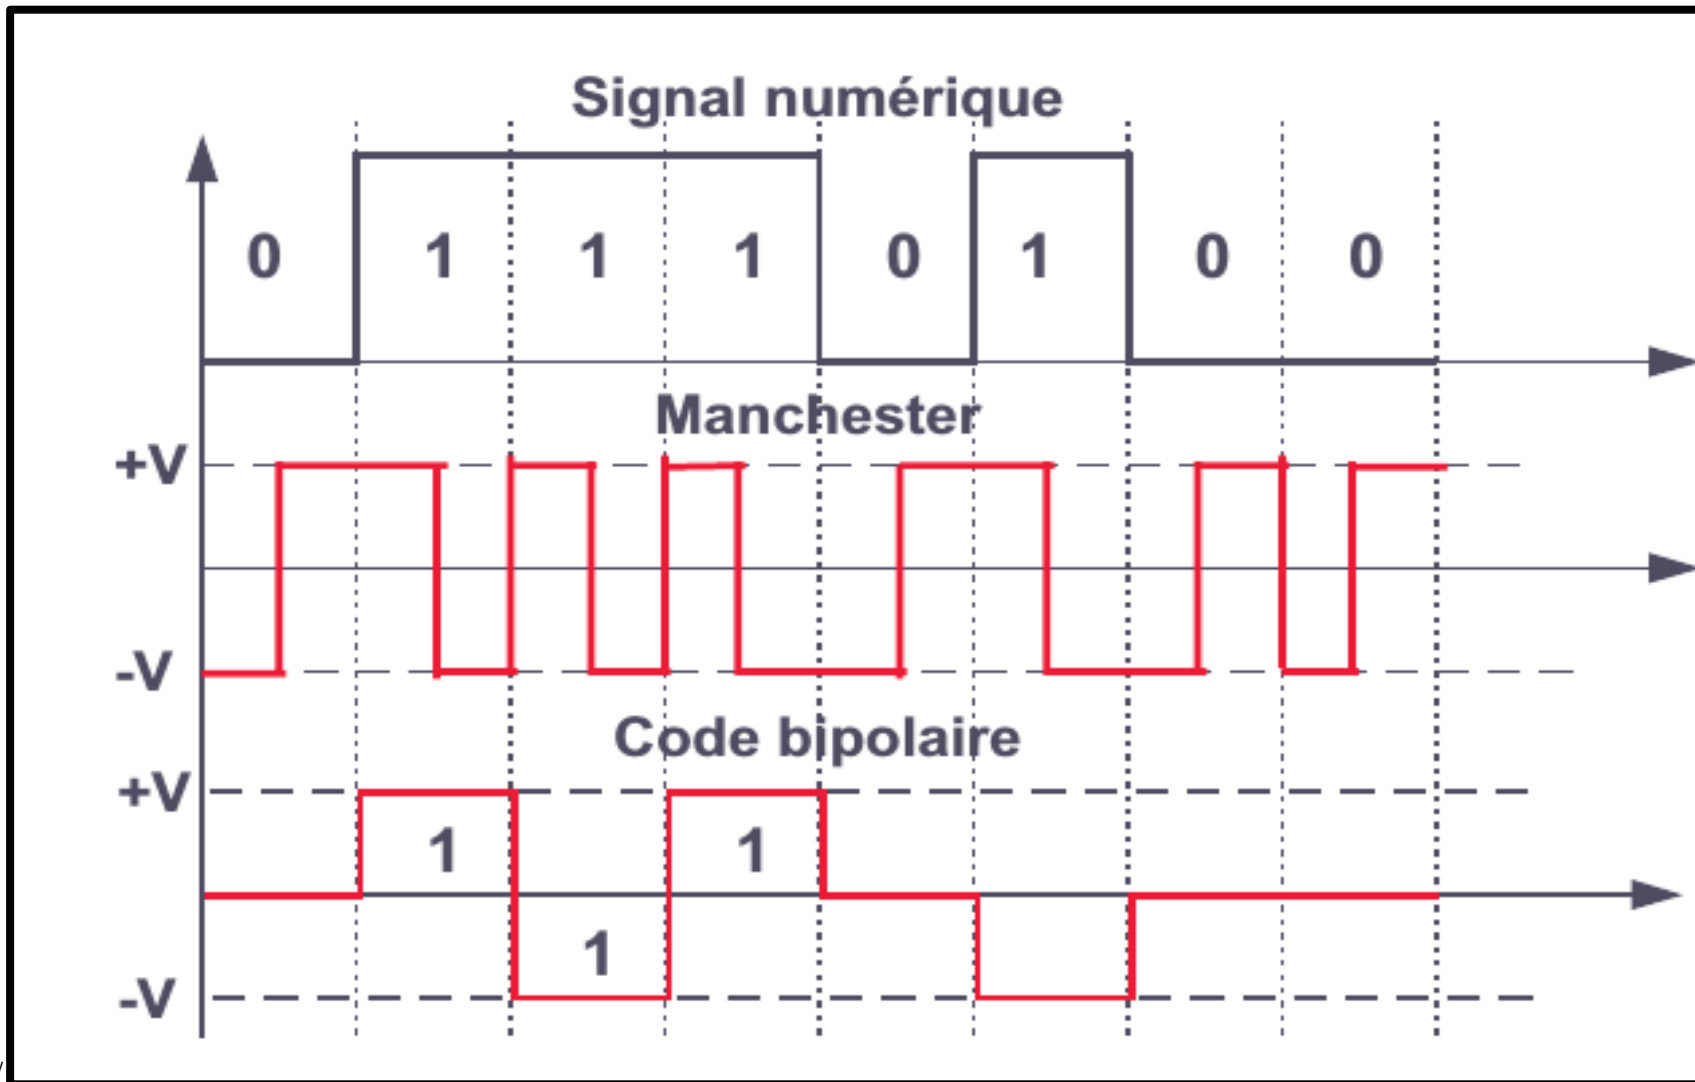 Signal numérique
0 1 1 1 0 1 0 0
Manchester
+V
-V
Code bipolaire
+V
1 1
1
-V